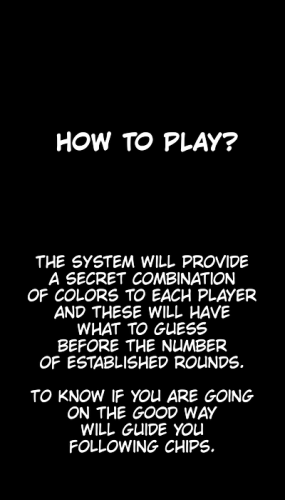 HOW TO PLAY?
THE SYSTEM WILL PROVIDE
A SECRET COMBINATION
OF COLORS TO EACH PLAYER
AND THESE WILL HAVE
WHAT TO GUESS
BEFORE THE NUMBER
OF ESTABLISHED ROUNDS.
TO KNOW IF YOU ARE GOING
ON THE GOOD WAY
WILL GUIDE YOU
FOLLOWING CHIPS.